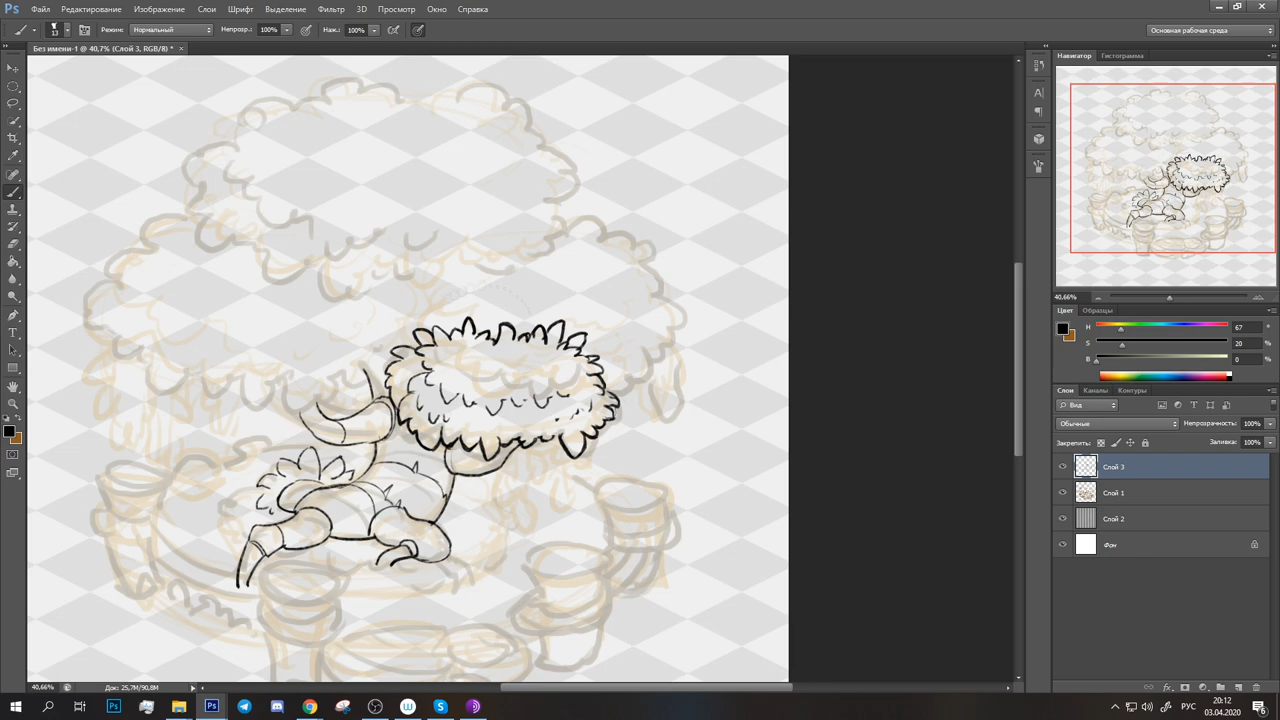 Ps Файл Редактирование Изображение Слои Шрифт Выделение Фильтр 3D Просмотр Окно Справка
13 Режим: Нормальный Непрозр.: 100% Наж.: 100% Основная рабочая среда
Без имени-1 @ 40,7% (Слой 3, RGB/8) * ×
Навигатор Гистограмма
40,66%
Цвет Образцы
H 67 °
S 20 %
B 0 %
Слои Каналы Контуры
Вид
Обычные Непрозрачность: 100%
Закрепить: Заливка: 100%
Слой 3
Слой 1
Слой 2
Фон
40,66% Док: 25,7M/90,8M
РУС 20:12
03.04.2020 6